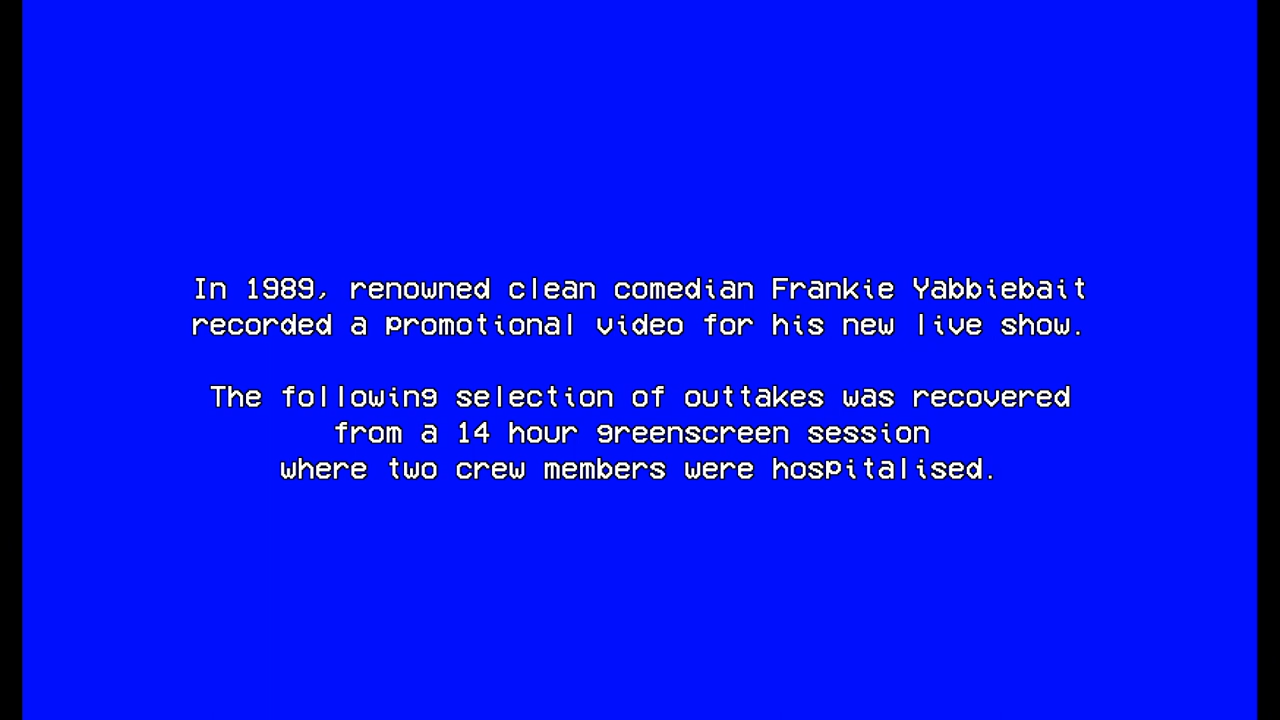 In 1989, renowned clean comedian Frankie Yabbiebait
recorded a promotional video for his new live show.
The following selection of outtakes was recovered
from a 14 hour greenscreen session
where two crew members were hospitalised.